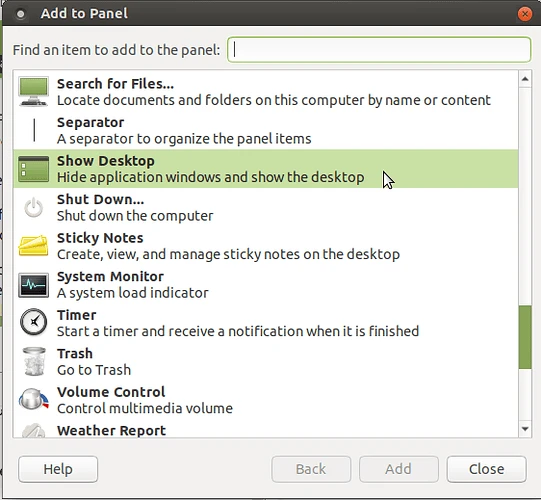 Add to Panel
Find an item to add to the panel:
Search for Files...
Locate documents and folders on this computer by name or content
Separator
A separator to organize the panel items
Show Desktop
Hide application windows and show the desktop
Shut Down...
Shut down the computer
Sticky Notes
Create, view, and manage sticky notes on the desktop
System Monitor
A system load indicator
Timer
Start a timer and receive a notification when it is finished
Trash
Go to Trash
Volume Control
Control multimedia volume
Weather Report
Help Back Add Close